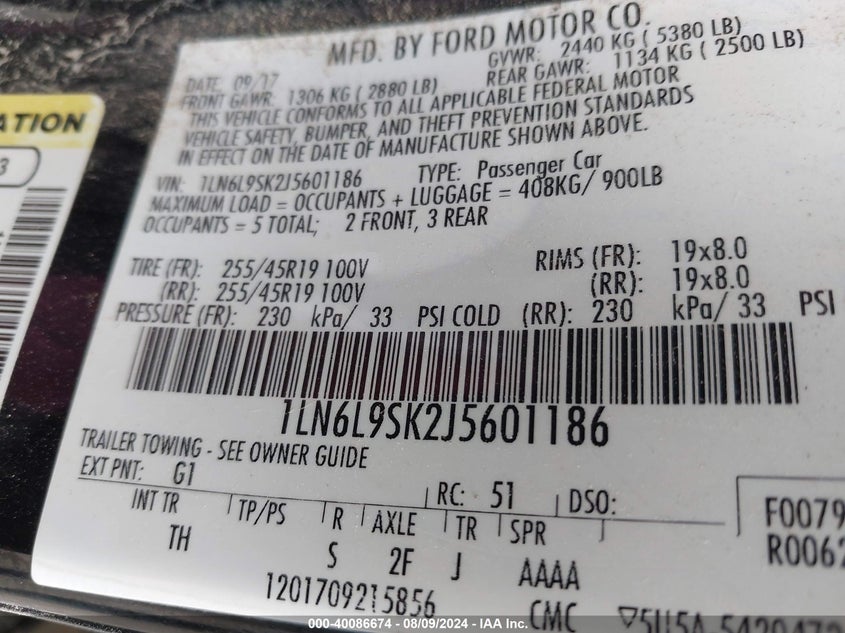 MFD. BY FORD MOTOR CO.
DATE: 09/17 GVWR: 2440 KG ( 5380 LB)
FRONT GAWR: 1306 KG ( 2880 LB) REAR GAWR: 1134 KG ( 2500 LB)
THIS VEHICLE CONFORMS TO ALL APPLICABLE FEDERAL MOTOR
VEHICLE SAFETY, BUMPER, AND THEFT PREVENTION STANDARDS
IN EFFECT ON THE DATE OF MANUFACTURE SHOWN ABOVE.
VIN: 1LN6L9SK2J5601186 TYPE: Passenger Car
MAXIMUM LOAD = OCCUPANTS + LUGGAGE = 408KG/ 900LB
OCCUPANTS = 5 TOTAL; 2 FRONT, 3 REAR
TIRE (FR): 255/45R19 100V RIMS (FR): 19x8.0
(RR): 255/45R19 100V (RR): 19x8.0
PRESSURE (FR): 230 kPa/ 33 PSI COLD (RR): 230 kPa/ 33 PSI
1LN6L9SK2J5601186
TRAILER TOWING - SEE OWNER GUIDE
EXT PNT: G1 RC: 51 DSO:
INT TR TP/PS R AXLE TR SPR
TH S 2F J AAAA
1201709215856 CMC
F0079
R0062
ATION
3
000-40086674 - 08/09/2024 - IAAI.COM